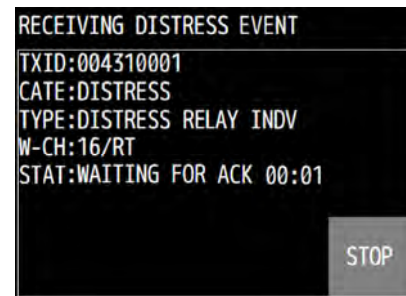 RECEIVING DISTRESS EVENT
TXID:004310001
CATE:DISTRESS
TYPE:DISTRESS RELAY INDV
W-CH:16/RT
STAT:WAITING FOR ACK 00:01
STOP